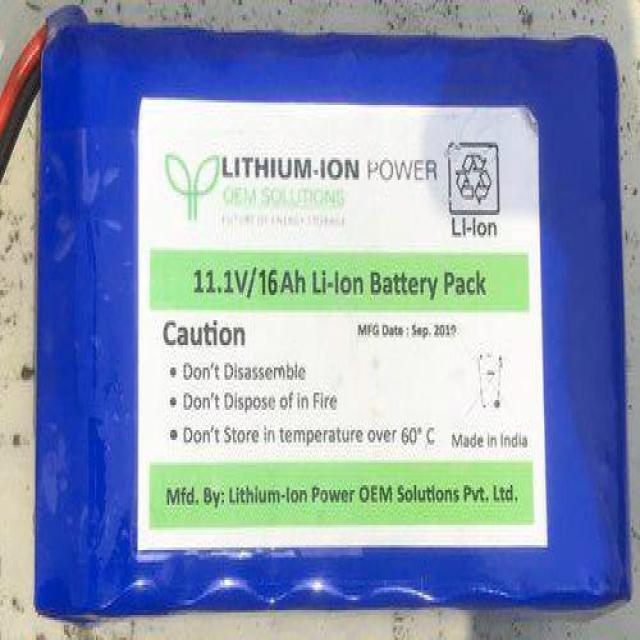 LITHIUM-ION POWER
OEM SOLUTIONS
FUTURE OF ENERGY STORAGE
Li-Ion
11.1V/16Ah Li-Ion Battery Pack
Caution
MFG Date : Sep. 2019
• Don't Disassemble
• Don't Dispose of in Fire
• Don't Store in temperature over 60° C
Made in India
Mfd. By: Lithium-Ion Power OEM Solutions Pvt. Ltd.